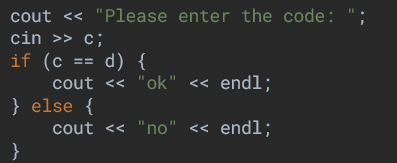 cout << "Please enter the code: ";
cin >> c;
if (c == d) {
    cout << "ok" << endl;
} else {
    cout << "no" << endl;
}